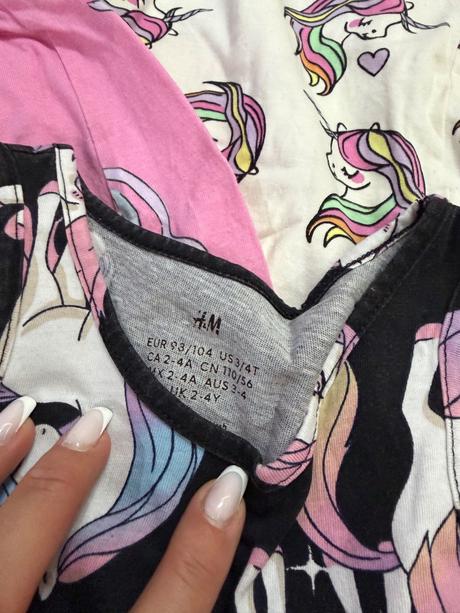 H&M
EUR 98/104 US 3/4T
CA 2-4A CN 110/56
MX 2-4A AUS 2-4
UK 2-4Y